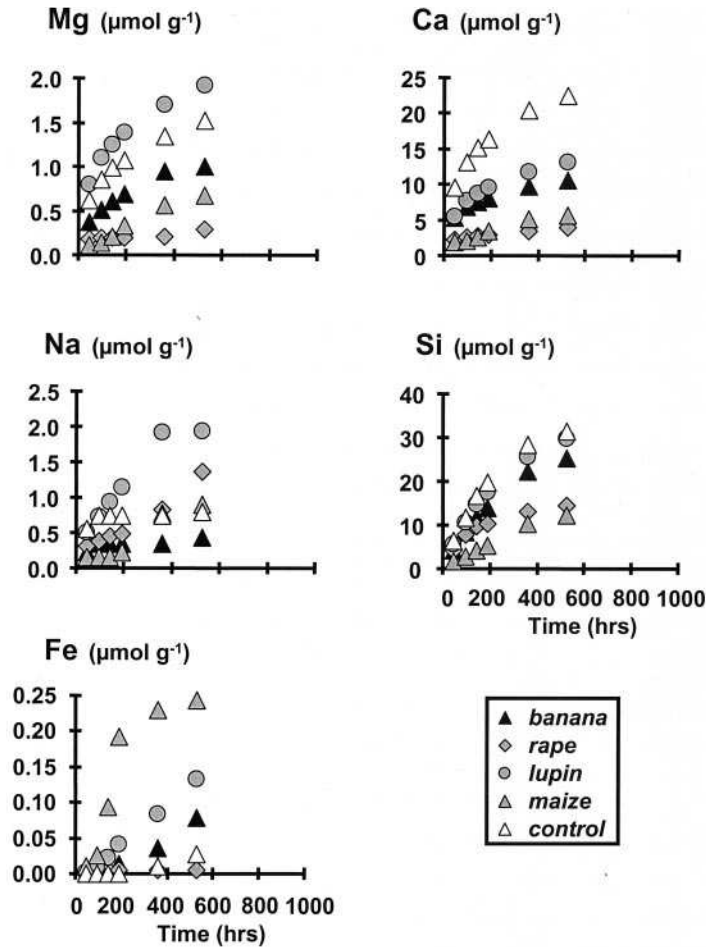 Mg (µmol g-1)
2.0
1.5
1.0
0.5
0.0
Ca (µmol g-1)
25
20
15
10
5
0
Na (µmol g-1)
2.5
2.0
1.5
1.0
0.5
0.0
Si (µmol g-1)
40
30
20
10
0
0 200 400 600 800 1000
Time (hrs)
Fe (µmol g-1)
0.25
0.20
0.15
0.10
0.05
0.00
0 200 400 600 800 1000
Time (hrs)
banana
rape
lupin
maize
control